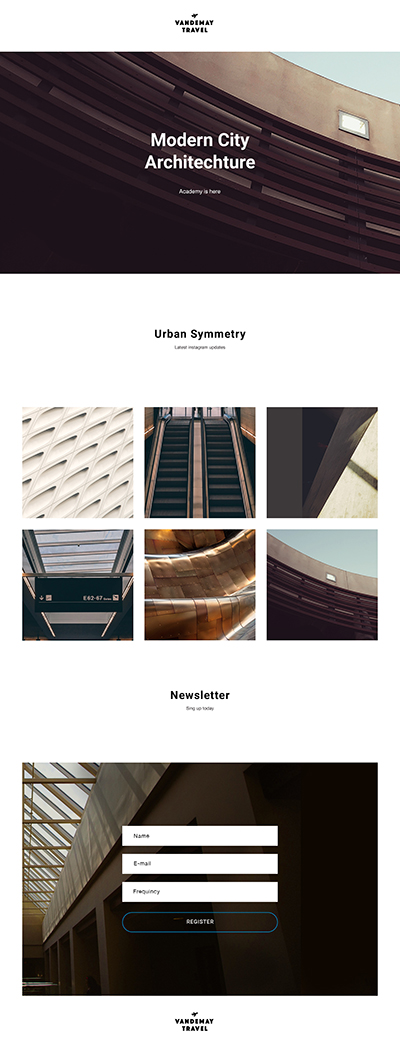 VANDEMAY
TRAVEL
Modern City
Architechture
Academy is here
Urban Symmetry
Latest Instagram updates
E 62-67
Newsletter
Sing up today
Name
E-mail
Frequincy
REGISTER
VANDEMAY
TRAVEL